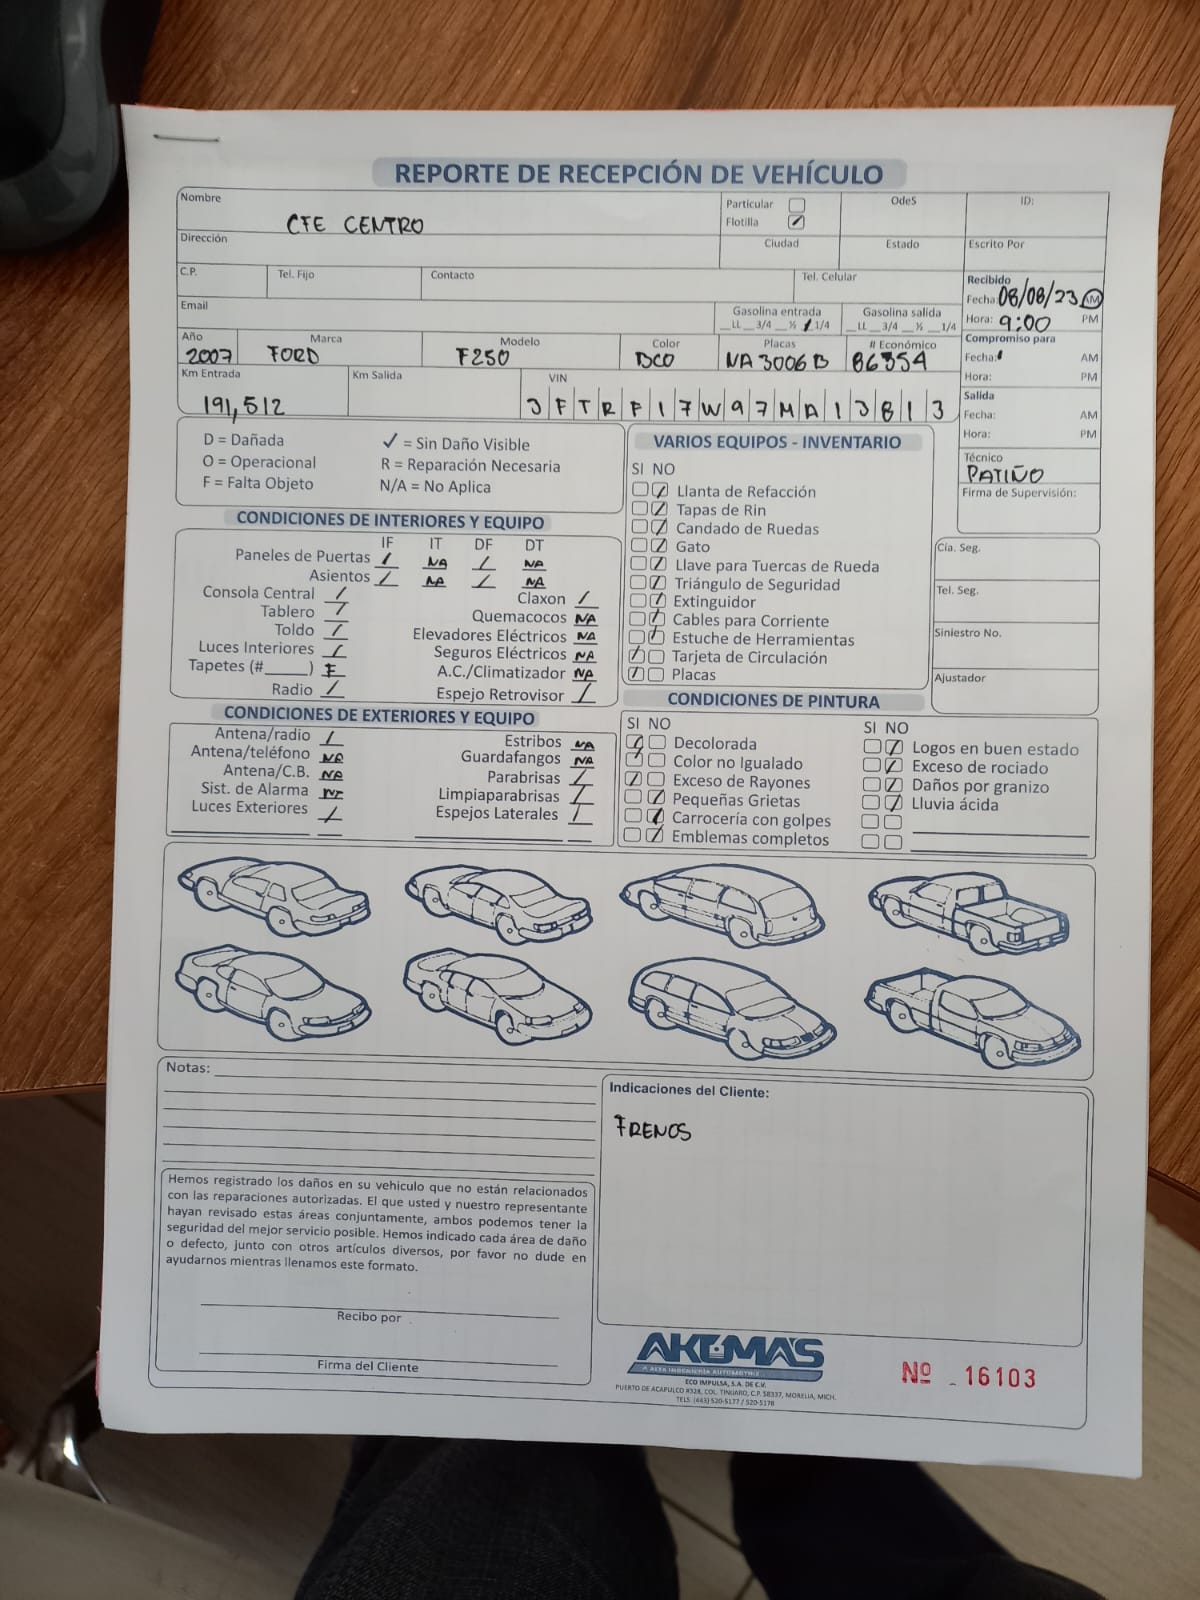 REPORTE DE RECEPCIÓN DE VEHÍCULO
Nombre
CFE CENTRO
Particular
Flotilla ✓
OdeS
ID:
Dirección
Ciudad
Estado
Escrito Por
C.P.
Tel. Fijo
Contacto
Tel. Celular
Recibido
Fecha: 08/08/23 AM
Hora: 9:00 PM
Email
Gasolina entrada
__LL __3/4 __½ __1/4
Gasolina salida
__LL __3/4 __½ __1/4
Año
2007
Marca
FORD
Modelo
F250
Color
BCO
Placas
NA3006B
# Económico
86354
Compromiso para
Fecha: AM
Hora: PM
Km Entrada
191,512
Km Salida
VIN
3 F T R F 1 7 W 9 7 M A 1 3 8 1 3
Salida
Fecha: AM
Hora: PM
D = Dañada
✓ = Sin Daño Visible
O = Operacional
R = Reparación Necesaria
F = Falta Objeto
N/A = No Aplica
Técnico
PATIÑO
Firma de Supervisión:
CONDICIONES DE INTERIORES Y EQUIPO
IF IT DF DT
Paneles de Puertas / NA / NA
Asientos / NA / NA
Consola Central /
Tablero /
Toldo /
Luces Interiores /
Tapetes (#_____) F
Radio /
Claxon /
Quemacocos NA
Elevadores Eléctricos NA
Seguros Eléctricos NA
A.C./Climatizador NA
Espejo Retrovisor /
VARIOS EQUIPOS - INVENTARIO
SI NO
Llanta de Refacción
Tapas de Rin
Candado de Ruedas
Gato
Llave para Tuercas de Rueda
Triángulo de Seguridad
Extinguidor
Cables para Corriente
Estuche de Herramientas
Tarjeta de Circulación
Placas
Cía. Seg.
Tel. Seg.
Siniestro No.
Ajustador
CONDICIONES DE EXTERIORES Y EQUIPO
Antena/radio /
Antena/teléfono NA
Antena/C.B. NA
Sist. de Alarma
Luces Exteriores /
Estribos NA
Guardafangos NA
Parabrisas /
Limpiaparabrisas /
Espejos Laterales /
CONDICIONES DE PINTURA
SI NO
Decolorada
Color no Igualado
Exceso de Rayones
Pequeñas Grietas
Carrocería con golpes
Emblemas completos
SI NO
Logos en buen estado
Exceso de rociado
Daños por granizo
Lluvia ácida
Notas:
Indicaciones del Cliente:
FRENOS
Hemos registrado los daños en su vehiculo que no están relacionados
con las reparaciones autorizadas. El que usted y nuestro representante
hayan revisado estas áreas conjuntamente, ambos podemos tener la
seguridad del mejor servicio posible. Hemos indicado cada área de daño
o defecto, junto con otros artículos diversos, por favor no dude en
ayudarnos mientras llenamos este formato.
Recibo por
Firma del Cliente
AKUMA'S
A ALTA INGENIERÍA AUTOMOTRIZ
ECO IMPULSA, S.A. DE C.V.
PUERTO DE ACAPULCO #328, COL. TINIJARO, C.P. 58337, MORELIA, MICH.
TELS. (443) 520-5177 / 520-5178
Nº 16103